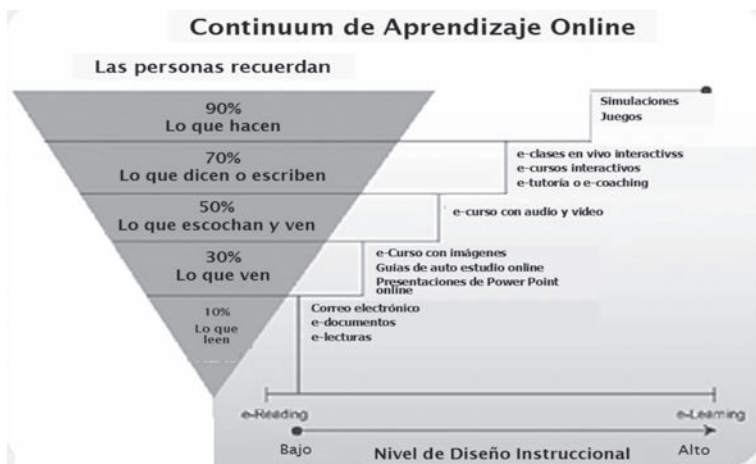 Continuum de Aprendizaje Online
Las personas recuerdan
90%
Lo que hacen
Simulaciones
Juegos
70%
Lo que dicen o escriben
e-clases en vivo interactivss
e-cursos interactivos
e-tutoría o e-coaching
50%
Lo que escochan y ven
e-curso con audio y video
30%
Lo que ven
e-Curso con imágenes
Guias de auto estudio online
Presentaciones de Power Point
online
10%
Lo que
leen
Correo electrónico
e-documentos
e-lecturas
e-Reading
e-Learning
Bajo
Nivel de Diseño Instruccional
Alto